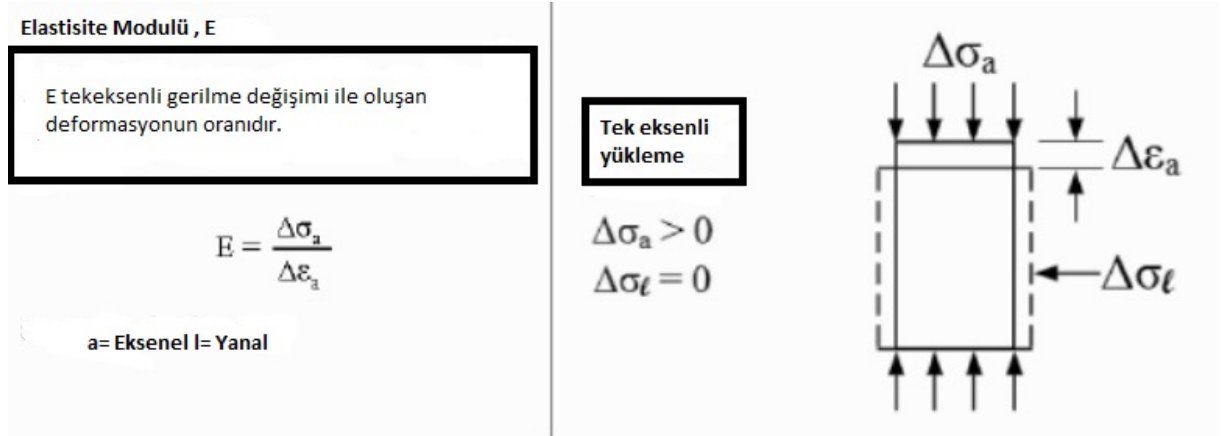 Elastisite Modulü , E
E tekeksenli gerilme değişimi ile oluşan
deformasyonun oranıdır.
E = Δσₐ / Δεₐ
a= Eksenel l= Yanal
Tek eksenli
yükleme
Δσₐ > 0
Δσℓ = 0
Δσₐ
Δεₐ
Δσℓ